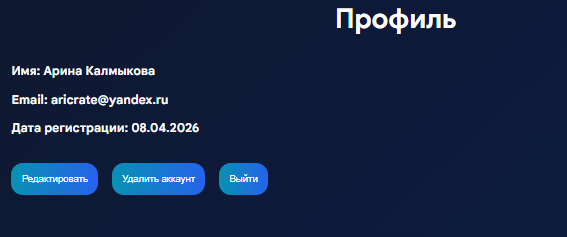 Профиль
Имя: Арина Калмыкова
Email: aricrate@yandex.ru
Дата регистрации: 08.04.2026
Редактировать Удалить аккаунт Выйти